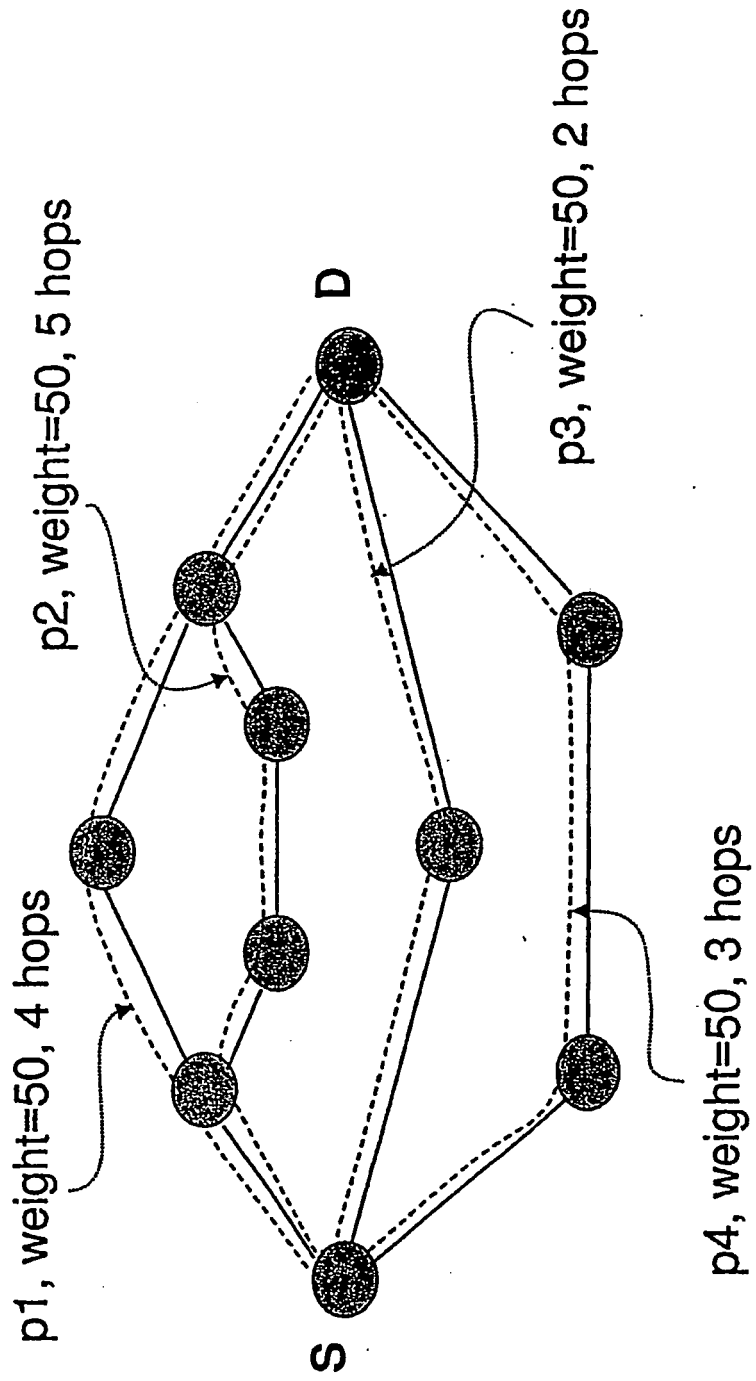 p1, weight=50, 4 hops
p2, weight=50, 5 hops
S
D
p3, weight=50, 2 hops
p4, weight=50, 3 hops